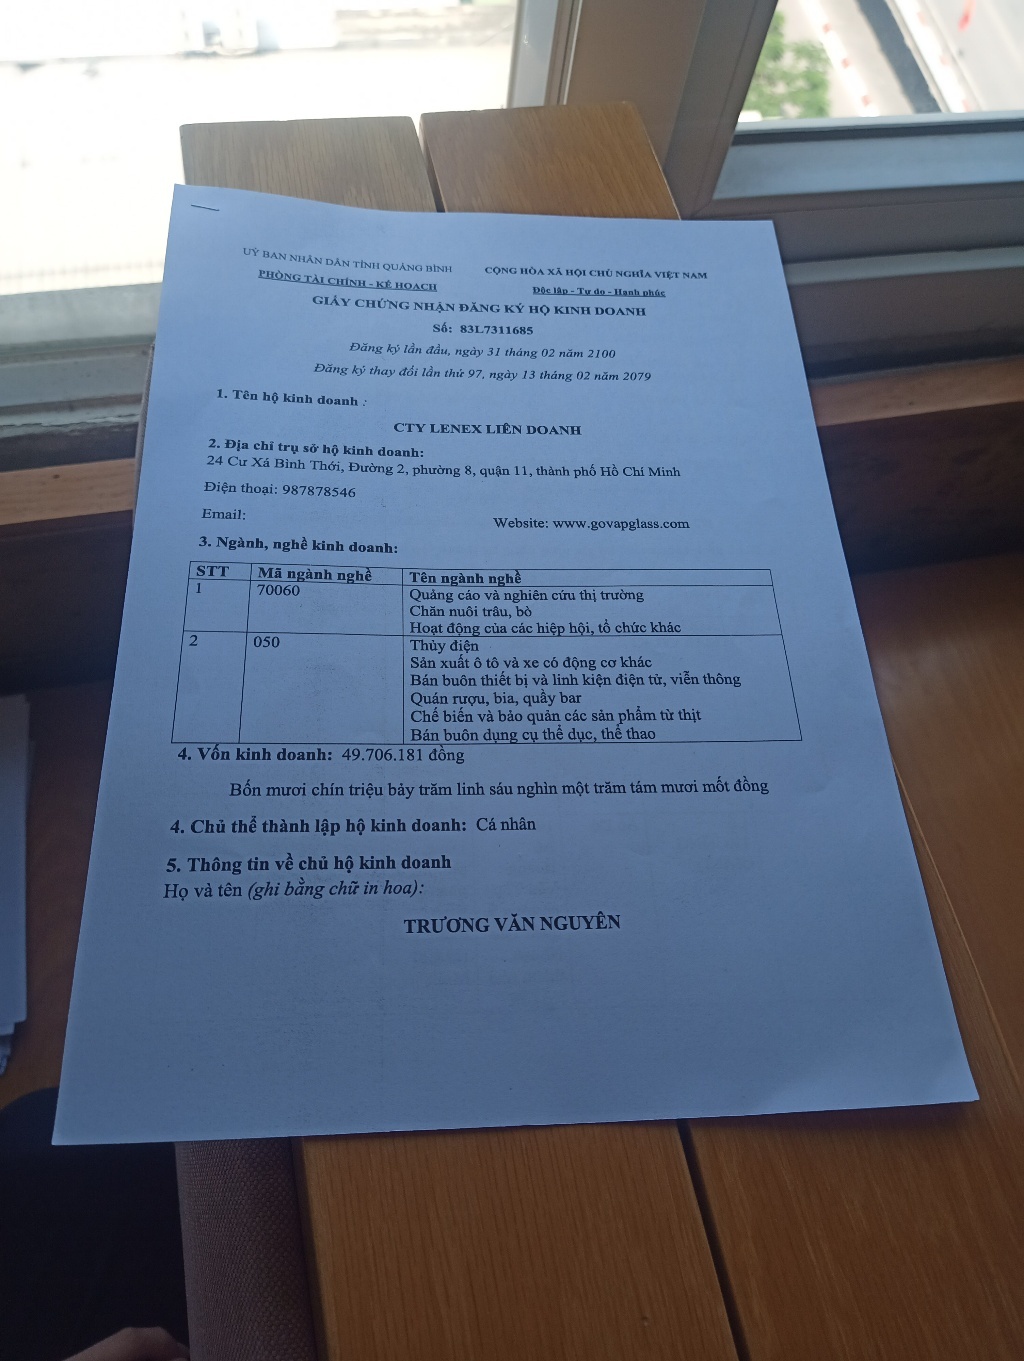 UỶ BAN NHÂN DÂN TỈNH QUẢNG BÌNH
CỘNG HÒA XÃ HỘI CHỦ NGHĨA VIỆT NAM
PHÒNG TÀI CHÍNH - KẾ HOẠCH
Độc lập - Tự do - Hạnh phúc
GIẤY CHỨNG NHẬN ĐĂNG KÝ HỘ KINH DOANH
Số: 83L7311685
Đăng ký lần đầu, ngày 31 tháng 02 năm 2100
Đăng ký thay đổi lần thứ 97, ngày 13 tháng 02 năm 2079
1. Tên hộ kinh doanh :
CTY LENEX LIÊN DOANH
2. Địa chỉ trụ sở hộ kinh doanh:
24 Cư Xá Bình Thới, Đường 2, phường 8, quận 11, thành phố Hồ Chí Minh
Điện thoại: 987878546
Email:
Website: www.govapglass.com
3. Ngành, nghề kinh doanh:
STT Mã ngành nghề Tên ngành nghề
1 70060 Quảng cáo và nghiên cứu thị trường
Chăn nuôi trâu, bò
Hoạt động của các hiệp hội, tổ chức khác
2 050 Thủy điện
Sản xuất ô tô và xe có động cơ khác
Bán buôn thiết bị và linh kiện điện tử, viễn thông
Quán rượu, bia, quầy bar
Chế biến và bảo quản các sản phẩm từ thịt
Bán buôn dụng cụ thể dục, thể thao
4. Vốn kinh doanh: 49.706.181 đồng
Bốn mươi chín triệu bảy trăm linh sáu nghìn một trăm tám mươi mốt đồng
4. Chủ thể thành lập hộ kinh doanh: Cá nhân
5. Thông tin về chủ hộ kinh doanh
Họ và tên (ghi bằng chữ in hoa):
TRƯƠNG VĂN NGUYÊN